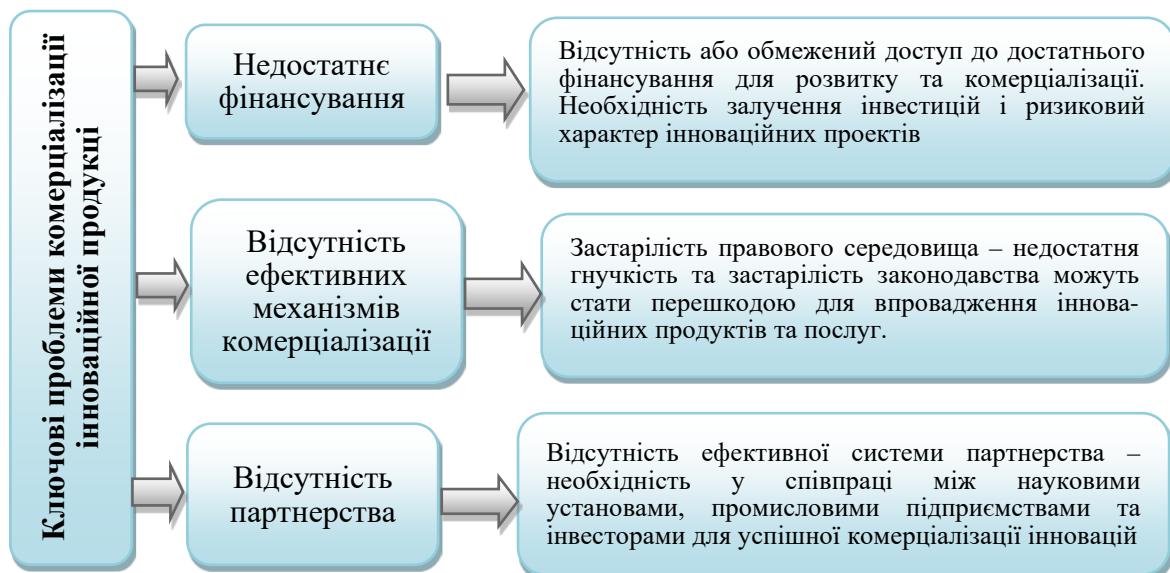 Ключові проблеми комерціалізації
інноваційної продукці
Недостатнє
фінансування
Відсутність або обмежений доступ до достатнього
фінансування для розвитку та комерціалізації.
Необхідність залучення інвестицій і ризиковий
характер інноваційних проектів
Відсутність
ефективних
механізмів
комерціалізації
Застарілість правового середовища – недостатня
гнучкість та застарілість законодавства можуть
стати перешкодою для впровадження іннова-
ційних продуктів та послуг.
Відсутність
партнерства
Відсутність ефективної системи партнерства –
необхідність у співпраці між науковими
установами, промисловими підприємствами та
інвесторами для успішної комерціалізації інновацій